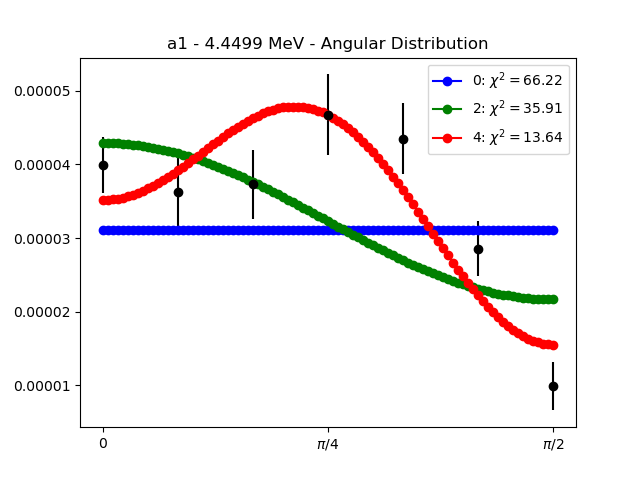 a1 - 4.4499 MeV - Angular Distribution
0: χ² = 66.22
2: χ² = 35.91
4: χ² = 13.64
0.00005
0.00004
0.00003
0.00002
0.00001
0
π/4
π/2